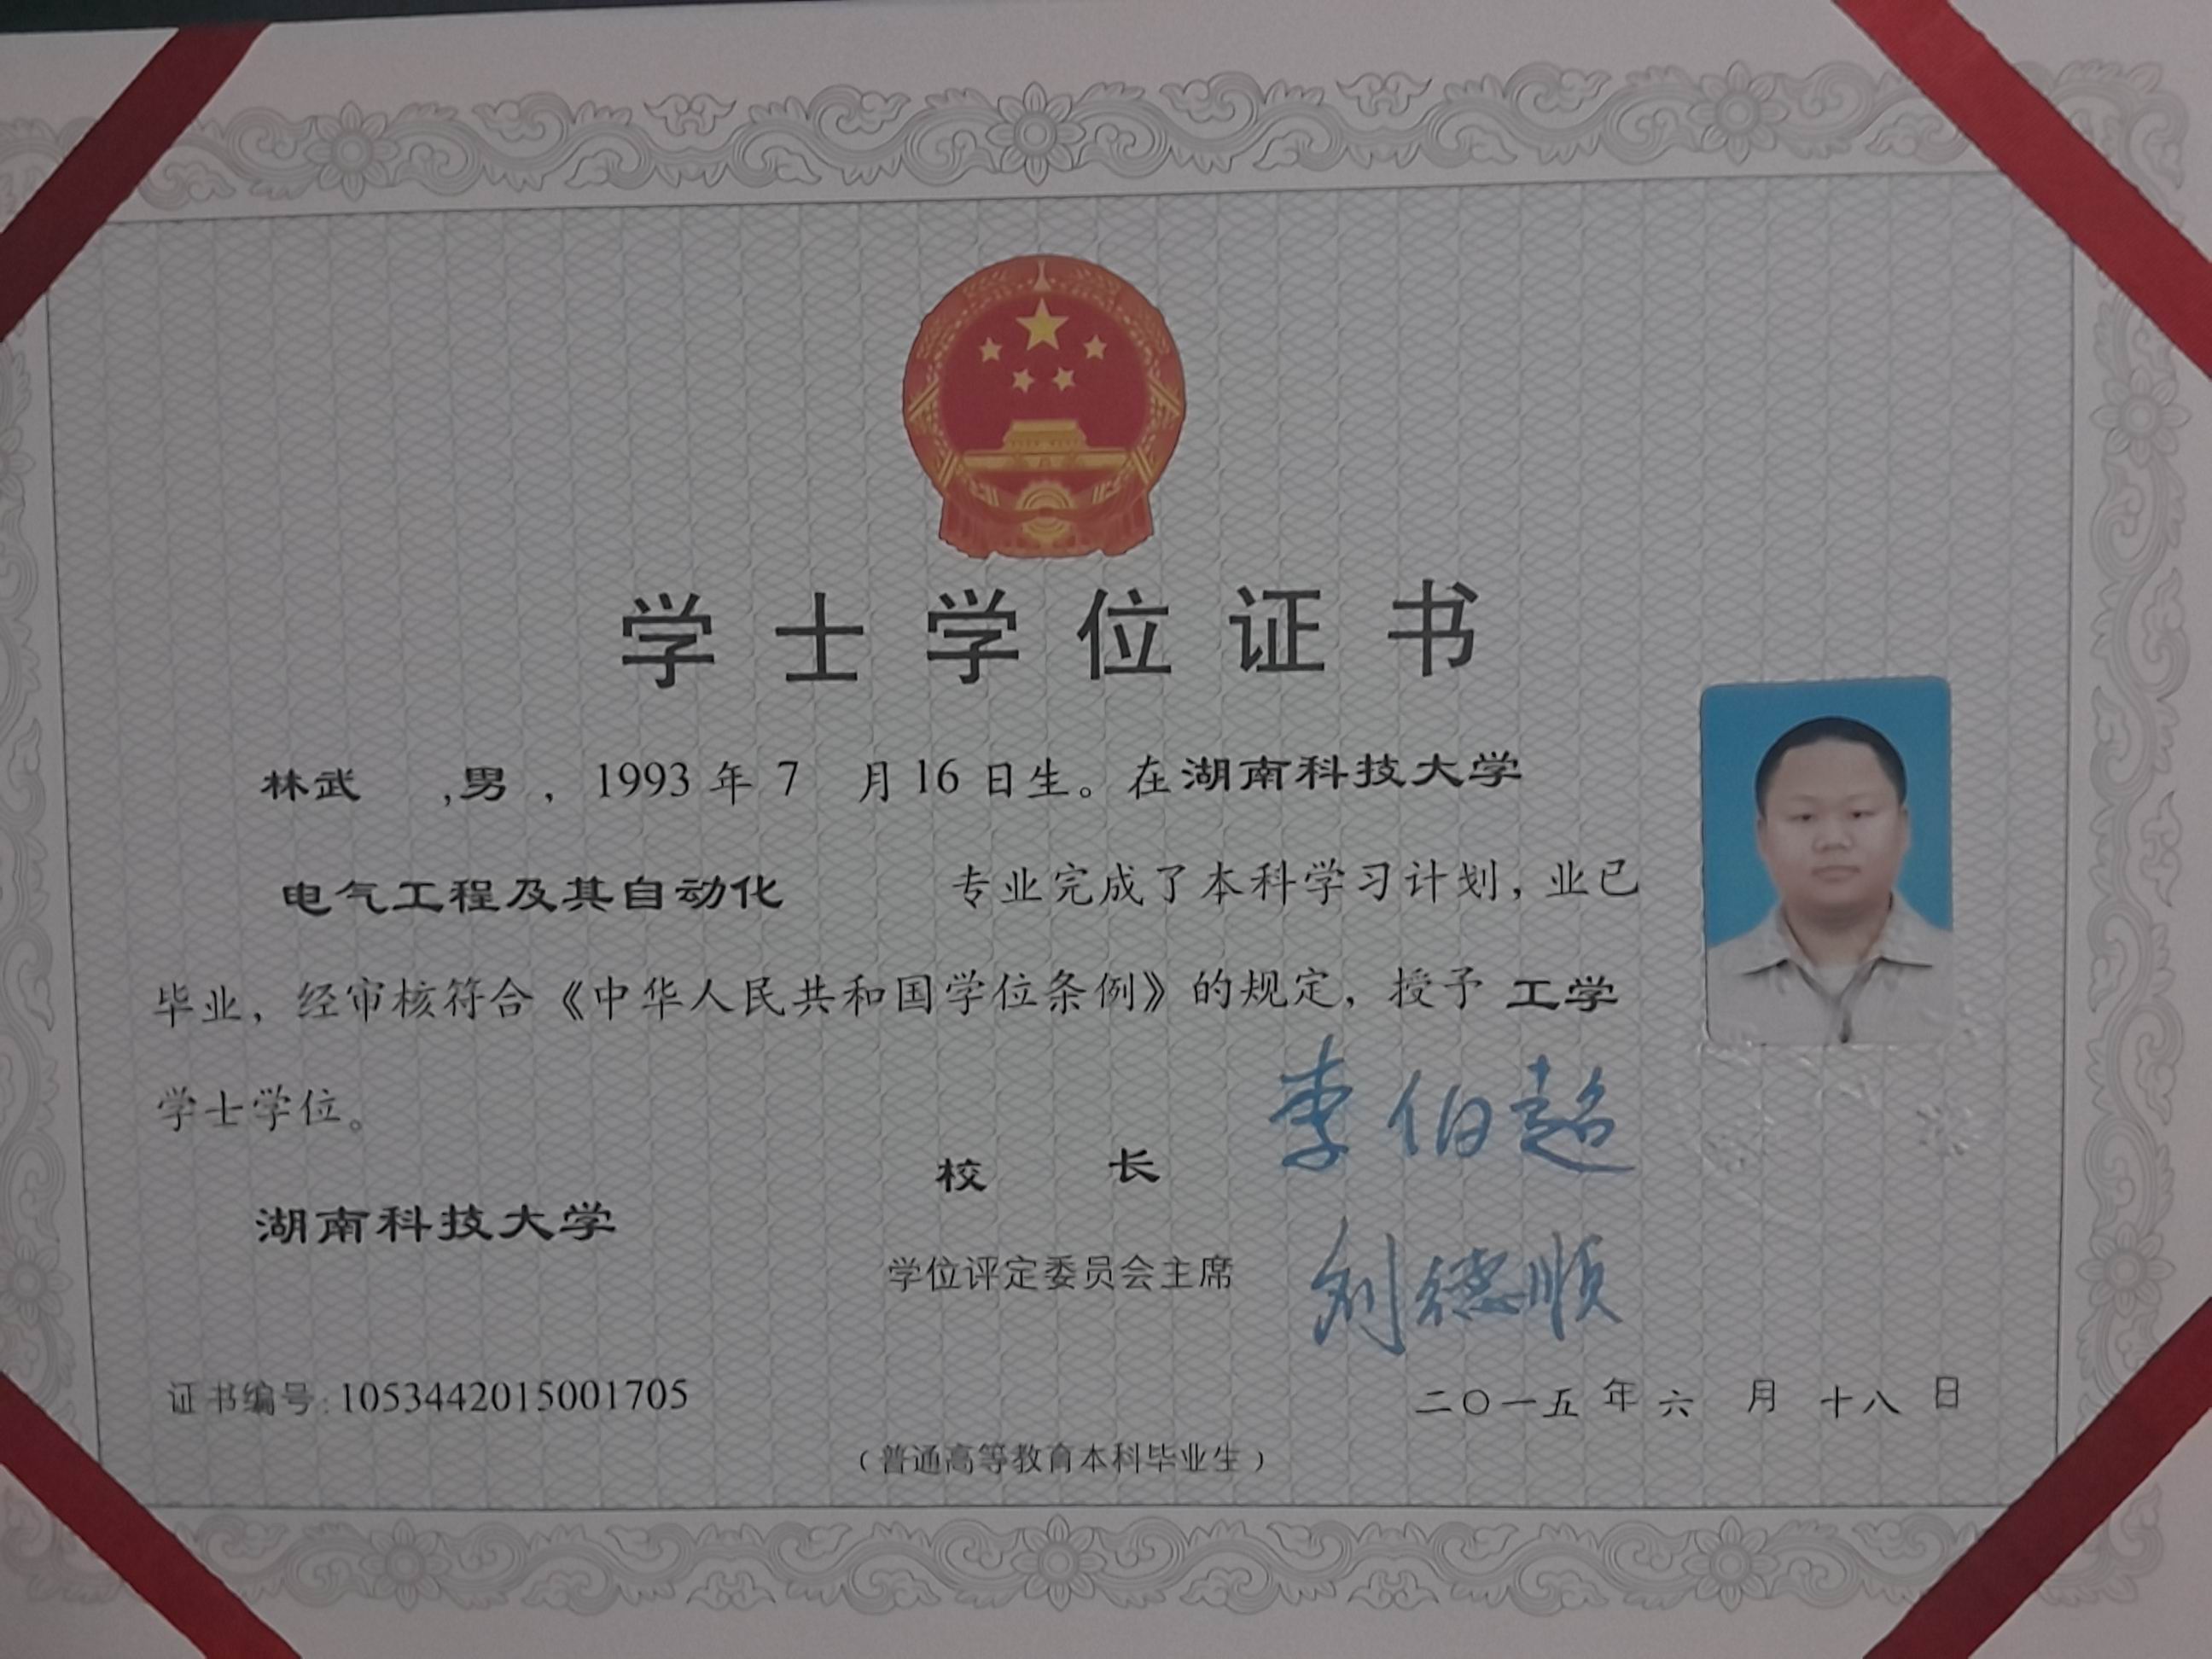 学士学位证书
林武 ,男 , 1993 年 7 月 16 日生。在湖南科技大学
电气工程及其自动化 专业完成了本科学习计划, 业已
毕业, 经审核符合《中华人民共和国学位条例》的规定, 授予 工学
学士学位。
校 长 李伯超
湖南科技大学
学位评定委员会主席 刘德顺
证书编号:1053442015001705
二〇一五 年 六 月 十八 日
(普通高等教育本科毕业生)